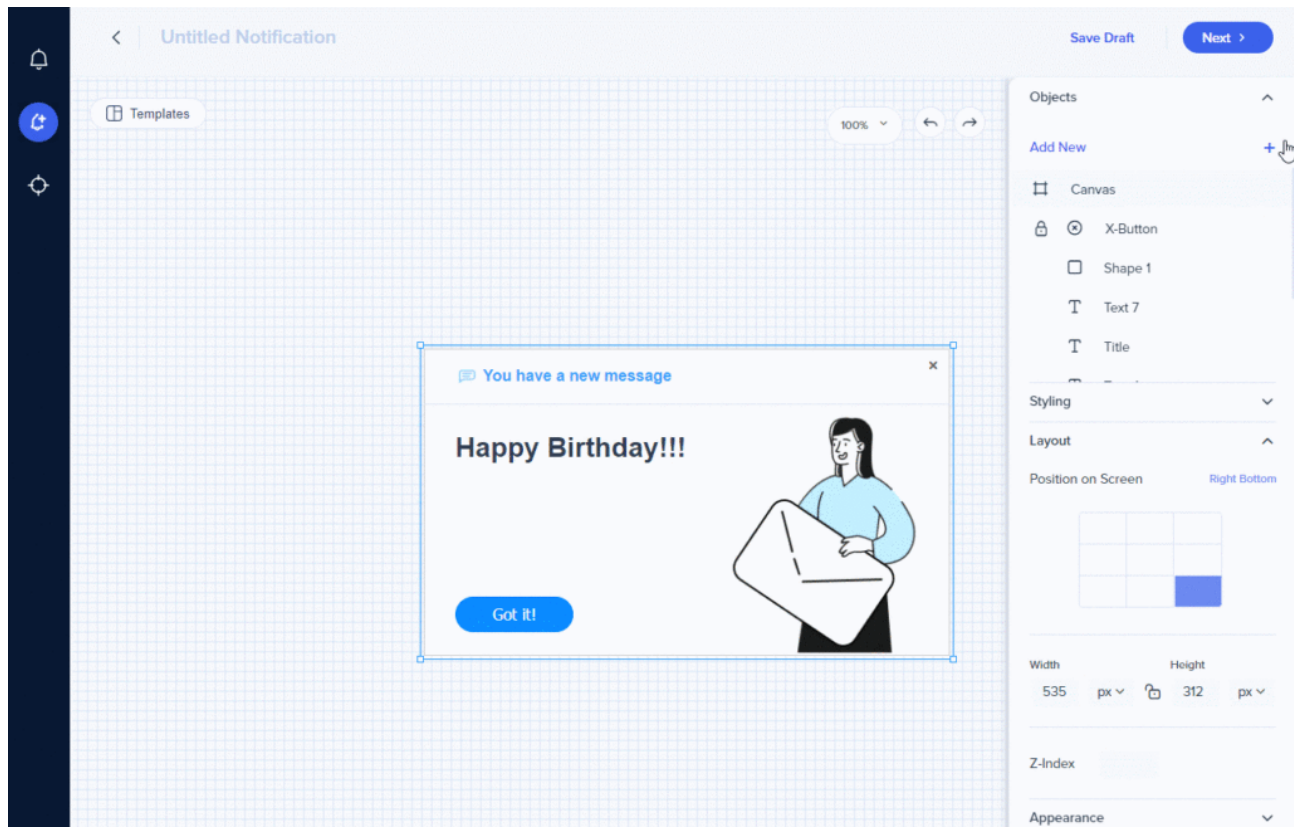 Untitled Notification
Save Draft
Next
Templates
100%
Objects
Add New
Canvas
X-Button
Shape 1
Text 7
Title
Styling
Layout
Position on Screen
Right Bottom
You have a new message
Happy Birthday!!!
Got it!
Width
Height
535 px
312 px
Z-Index
Appearance